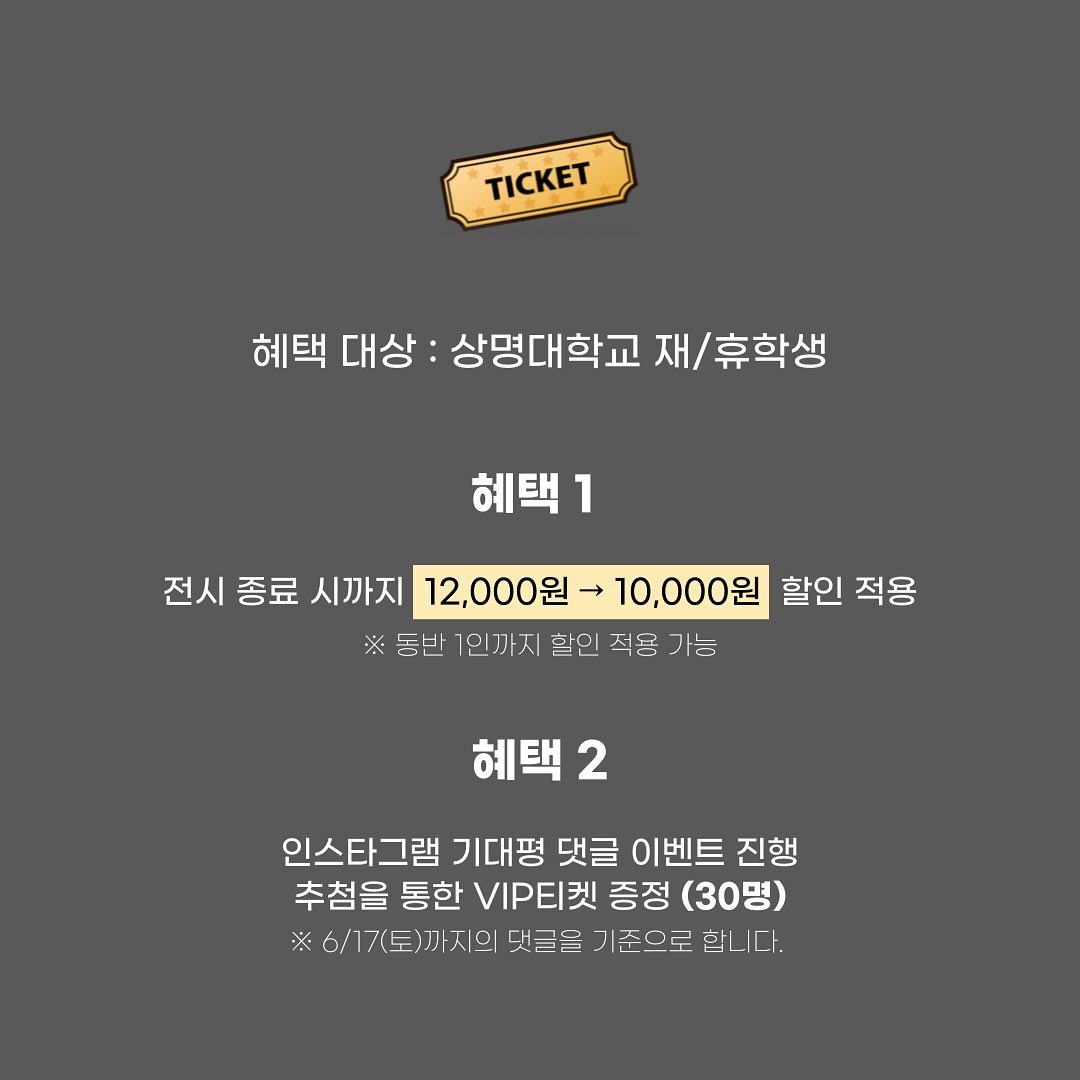 TICKET
혜택 대상 : 상명대학교 재/휴학생
혜택 1
전시 종료 시까지 12,000원 → 10,000원 할인 적용
※ 동반 1인까지 할인 적용 가능
혜택 2
인스타그램 기대평 댓글 이벤트 진행
추첨을 통한 VIP티켓 증정 (30명)
※ 6/17(토)까지의 댓글을 기준으로 합니다.